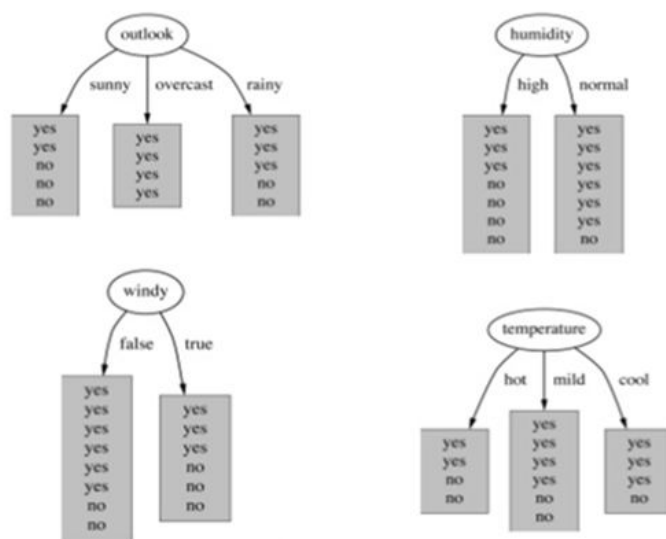 outlook
sunny overcast rainy
yes
yes
no
no
no
yes
yes
yes
yes
yes
yes
yes
no
no
humidity
high normal
yes
yes
yes
no
no
no
no
yes
yes
yes
yes
yes
yes
no
windy
false true
yes
yes
yes
yes
yes
yes
no
no
yes
yes
yes
no
no
no
temperature
hot mild cool
yes
yes
no
no
yes
yes
yes
yes
no
no
yes
yes
yes
no